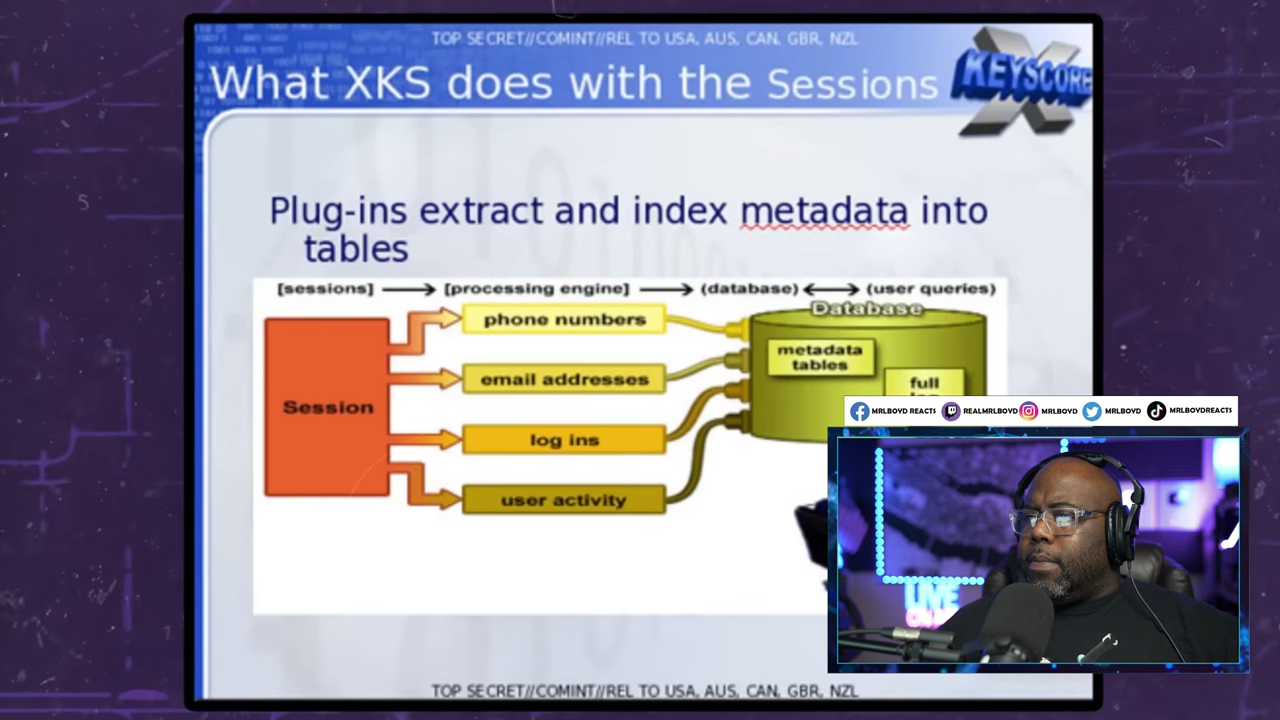 TOP SECRET//COMINT//REL TO USA, AUS, CAN, GBR, NZL
What XKS does with the Sessions
X KEYSCORE
Plug-ins extract and index metadata into
tables
[sessions] [processing engine] (database) (user queries)
Database
phone numbers
metadata
tables
email addresses
full
Session
log ins
user activity
MRLBOYD REACTS REALMRLBOYD MRLBOYD MRLBOYD MRLBOYDREACTS
LIVE
TOP SECRET//COMINT//REL TO USA, AUS, CAN, GBR, NZL